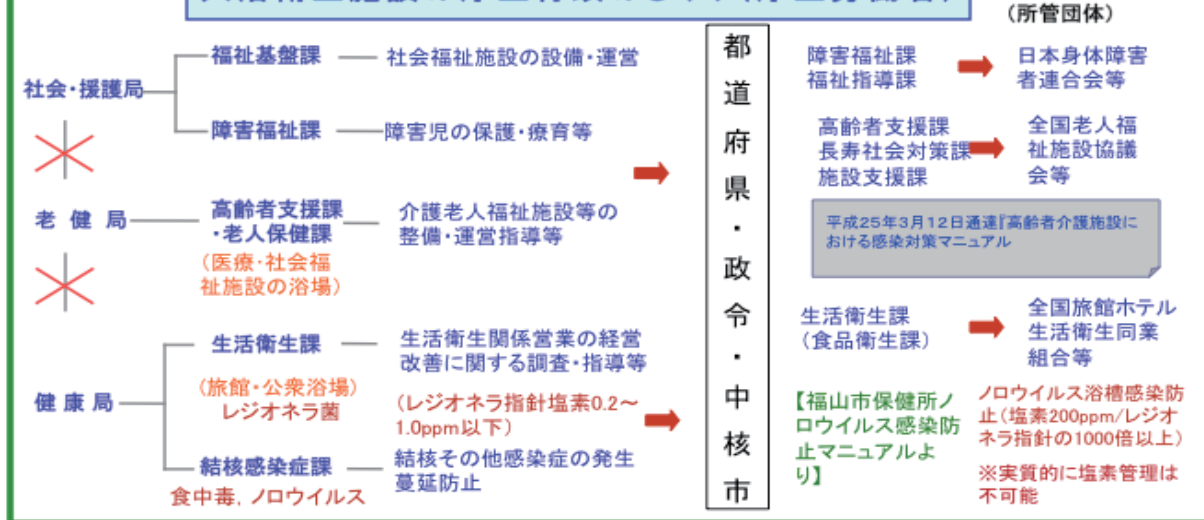 (所管団体)
福祉基盤課
社会福祉施設の設備・運営
社会・援護局
障害福祉課
障害児の保護・療育等
老健局
高齢者支援課
・老人保健課
介護老人福祉施設等の
整備・運営指導等
(医療・社会福
祉施設の浴場)
生活衛生課
生活衛生関係営業の経営
改善に関する調査・指導等
(旅館・公衆浴場)
レジオネラ菌
健康局
(レジオネラ指針塩素0.2~
1.0ppm以下)
結核感染症課
結核その他感染症の発生
蔓延防止
食中毒, ノロウイルス
都道府県・政令・中核市
障害福祉課
福祉指導課
日本身体障害
者連合会等
高齢者支援課
長寿社会対策課
施設支援課
全国老人福
祉施設協議
会等
平成25年3月12日通達『高齢者介護施設に
おける感染対策マニュアル
生活衛生課
(食品衛生課)
全国旅館ホテル
生活衛生同業
組合等
【福山市保健所ノ
ロウイルス感染防
止マニュアルよ
り】
ノロウイルス浴槽感染防
止(塩素200ppm/レジオ
ネラ指針の1000倍以上)
※実質的に塩素管理は
不可能